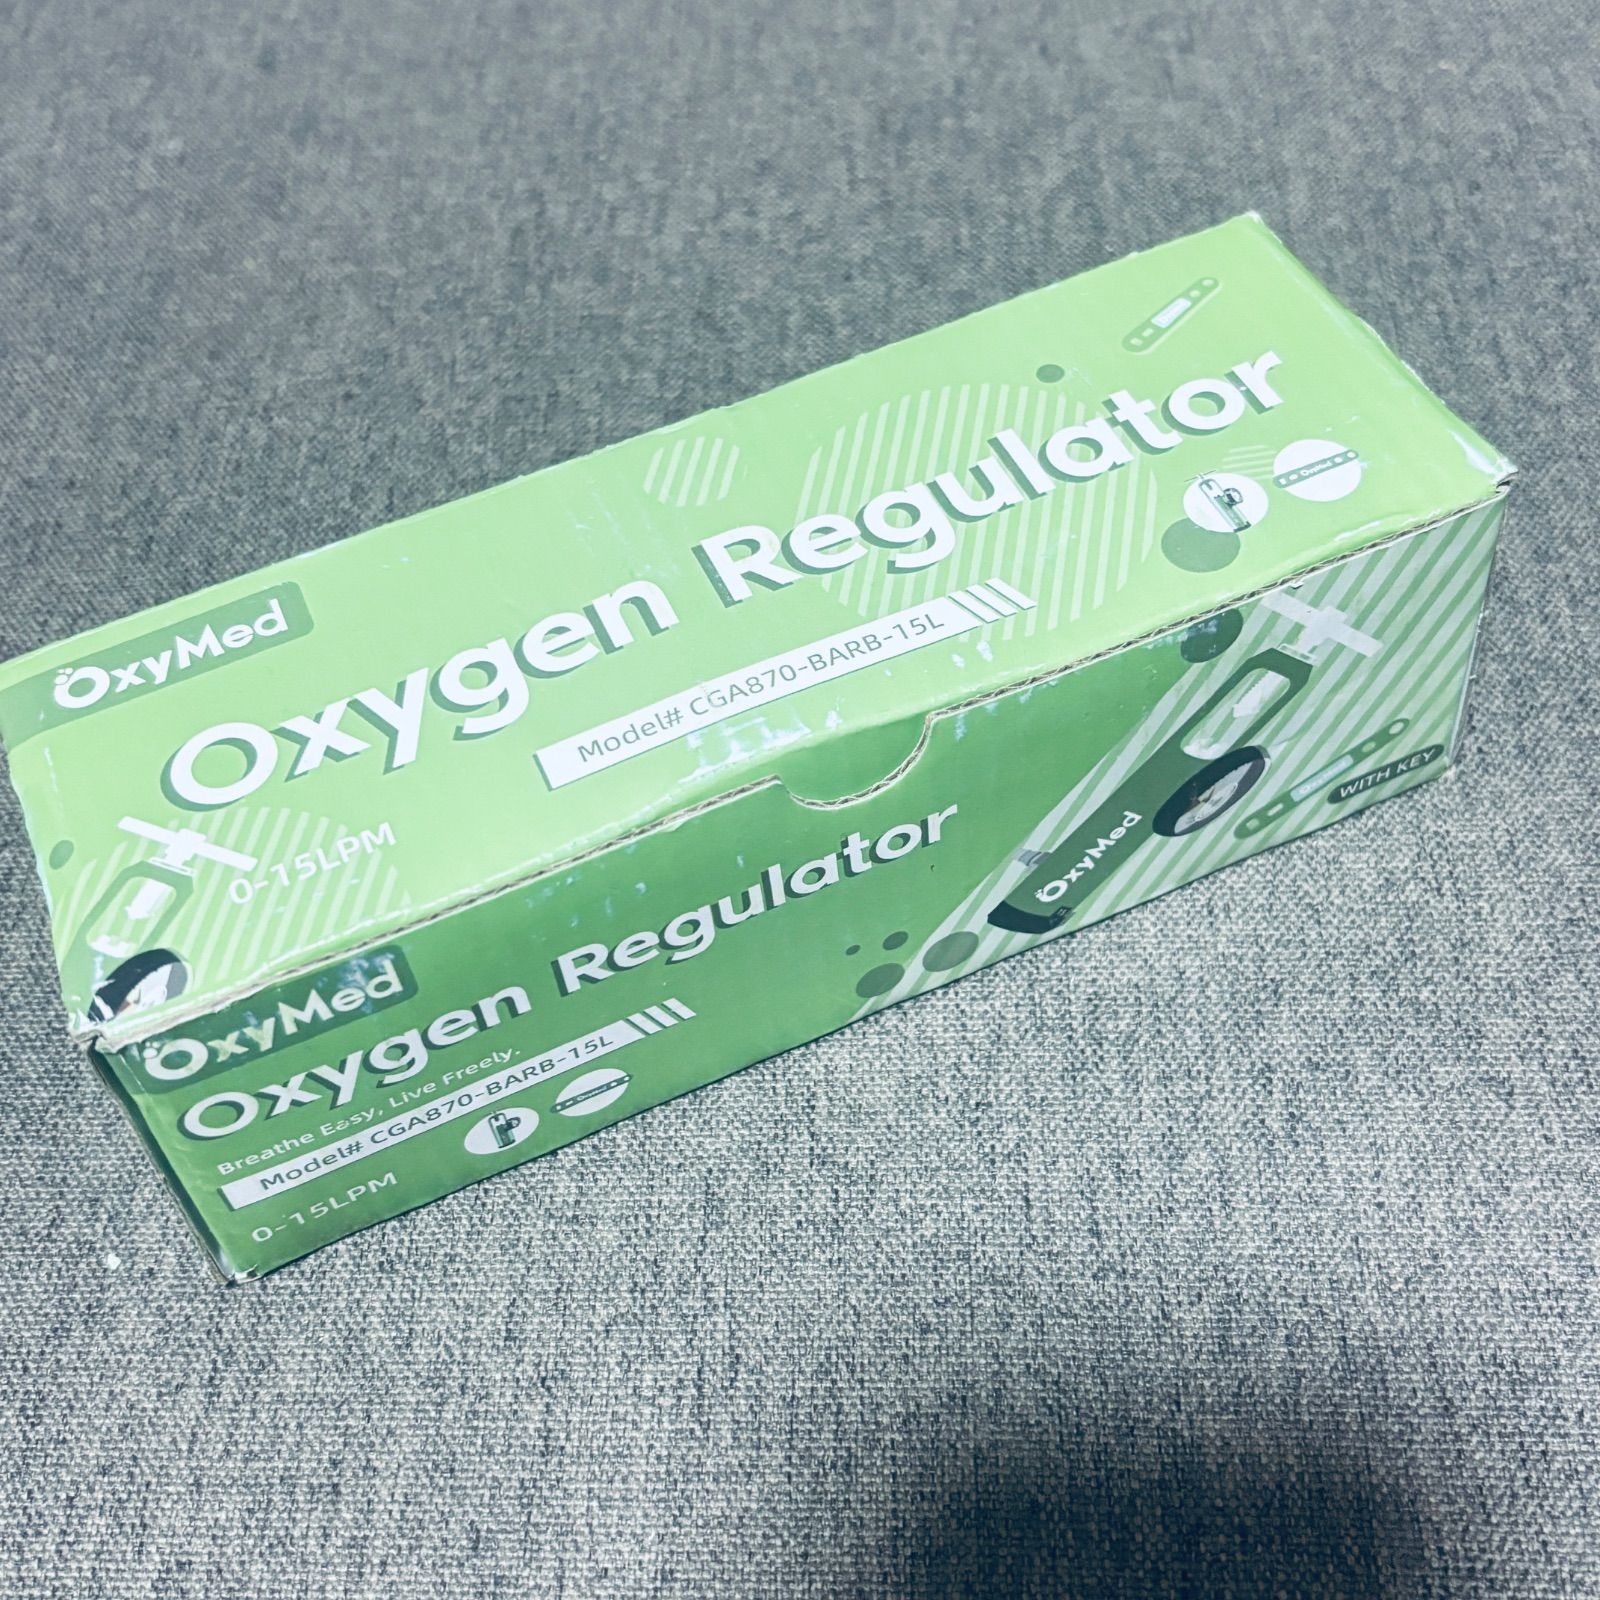 OxyMed
Oxygen Regulator
Model# CGA870-BARB-15L
0-15LPM
OxyMed
OxyMed
Oxygen Regulator
Breathe Easy, Live Freely.
Model# CGA870-BARB-15L
0-15LPM
OxyMed
WITH KEY